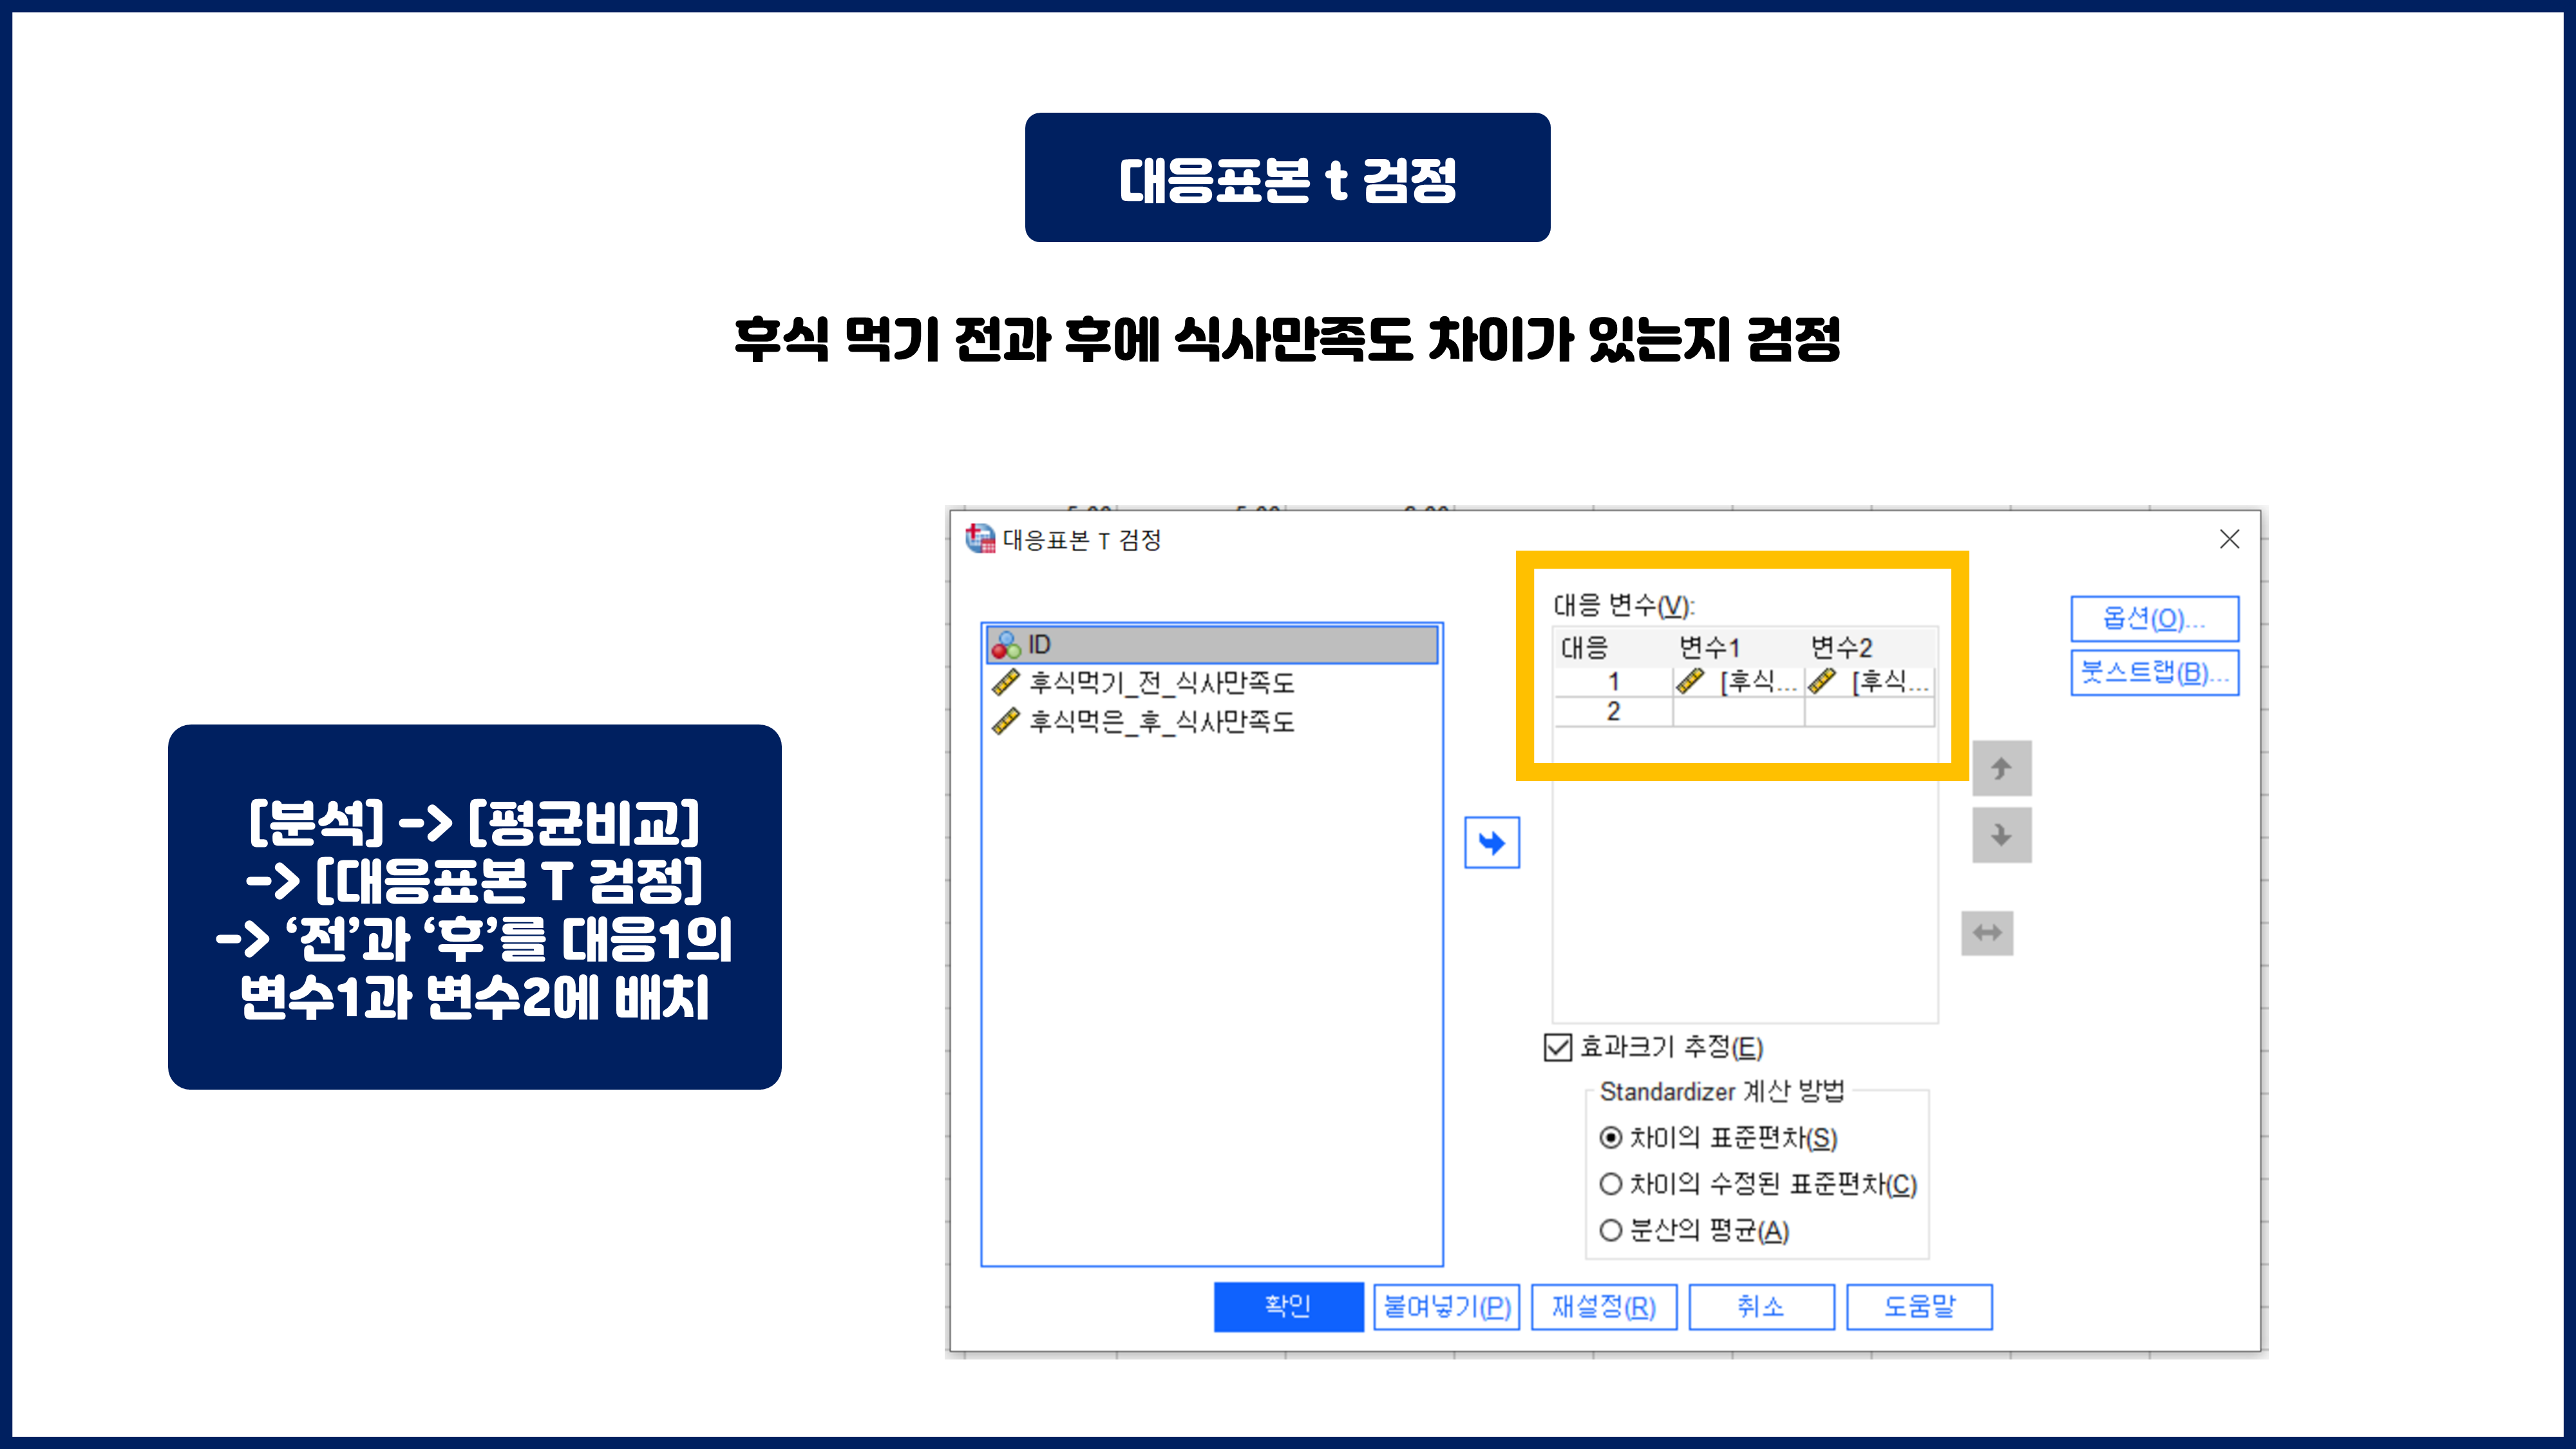 대응표본 t 검정
후식 먹기 전과 후에 식사만족도 차이가 있는지 검정
[분석] -> [평균비교]
-> [대응표본 T 검정]
-> ‘전’과 ‘후’를 대응1의
변수1과 변수2에 배치
대응표본 T 검정
ID
후식먹기_전_식사만족도
후식먹은_후_식사만족도
대응 변수(V):
대응 변수1 변수2
1 [후식... [후식...
2
옵션(O)...
붓스트랩(B)...
효과크기 추정(E)
Standardizer 계산 방법
차이의 표준편차(S)
차이의 수정된 표준편차(C)
분산의 평균(A)
확인 붙여넣기(P) 재설정(R) 취소 도움말